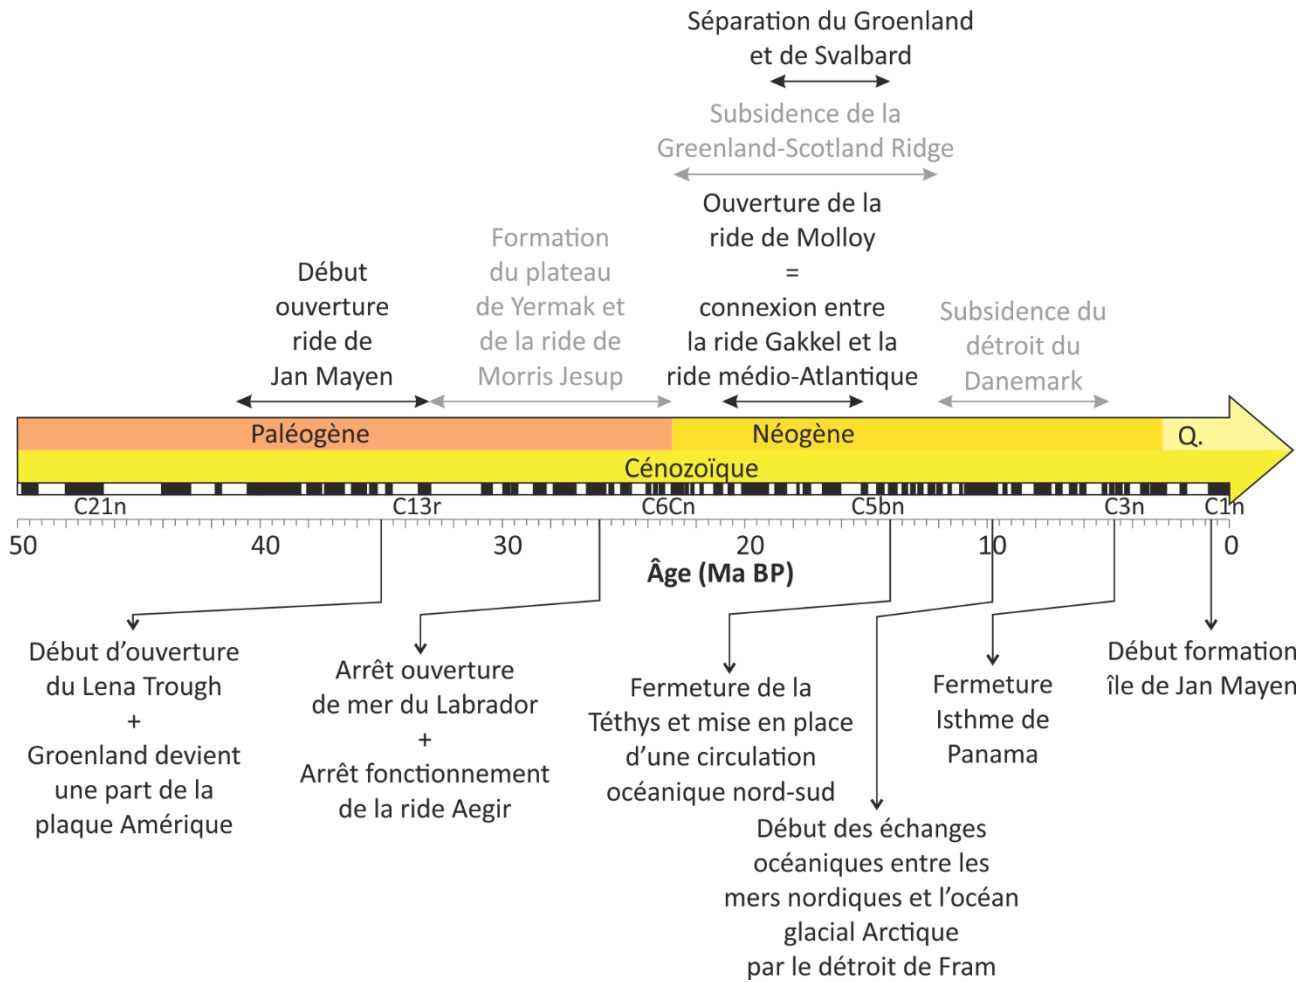 Séparation du Groenland
et de Svalbard
Subsidence de la
Greenland-Scotland Ridge
Ouverture de la
ride de Molloy
=
connexion entre
la ride Gakkel et la
ride médio-Atlantique
Formation
du plateau
de Yermak et
de la ride de
Morris Jesup
Début
ouverture
ride de
Jan Mayen
Subsidence du
détroit du
Danemark
Paléogène
Néogène
Q.
Cénozoïque
C21n
C13r
C6Cn
C5bn
C3n
C1n
50
40
30
20
10
0
Âge (Ma BP)
Début d'ouverture
du Lena Trough
+
Groenland devient
une part de la
plaque Amérique
Arrêt ouverture
de mer du Labrador
+
Arrêt fonctionnement
de la ride Aegir
Fermeture de la
Téthys et mise en place
d'une circulation
océanique nord-sud
Début des échanges
océaniques entre les
mers nordiques et l'océan
glacial Arctique
par le détroit de Fram
Fermeture
Isthme de
Panama
Début formation
île de Jan Mayen